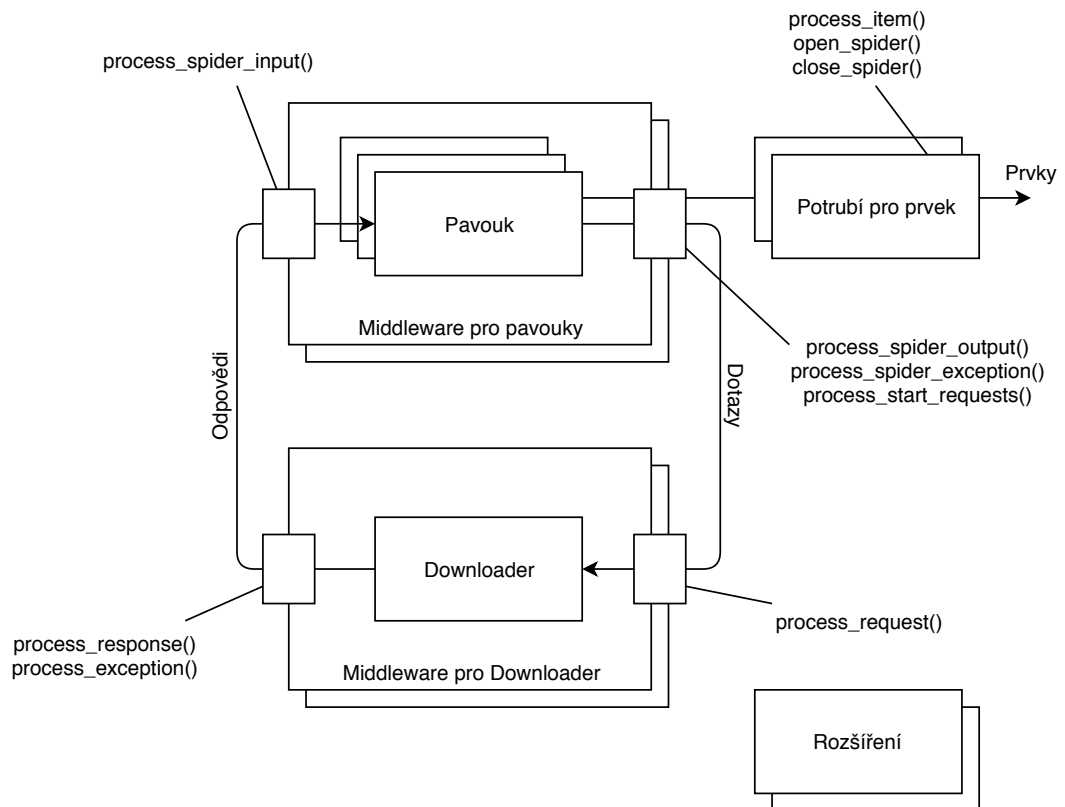 process_item()
open_spider()
close_spider()
process_spider_input()
Prvky
Potrubí pro prvek
Pavouk
Middleware pro pavouky
process_spider_output()
process_spider_exception()
process_start_requests()
Odpovědi
Dotazy
Downloader
process_request()
process_response()
process_exception()
Middleware pro Downloader
Rozšíření